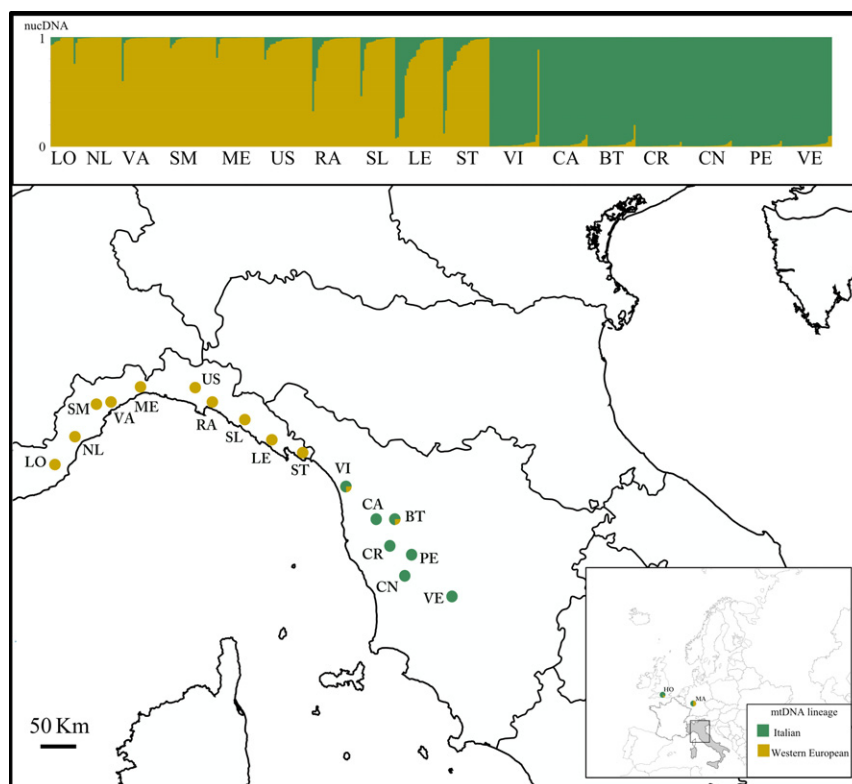 nucDNA
1
0
LO NL VA SM ME US RA SL LE ST VI CA BT CR CN PE VE
US
SM
ME
VA
RA
NL
SL
LO
LE
ST
VI
CA
BT
CR
PE
CN
VE
HO
MA
mtDNA lineage
Italian
Western European
50 Km